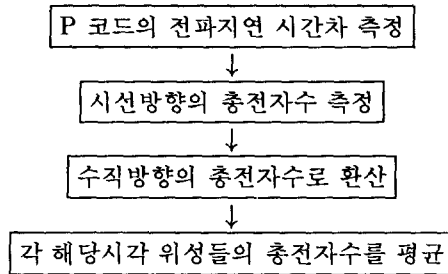 P 코드의 전파지연 시간차 측정
시선방향의 총전자수 측정
수직방향의 총전자수로 환산
각 해당시각 위성들의 총전자수를 평균